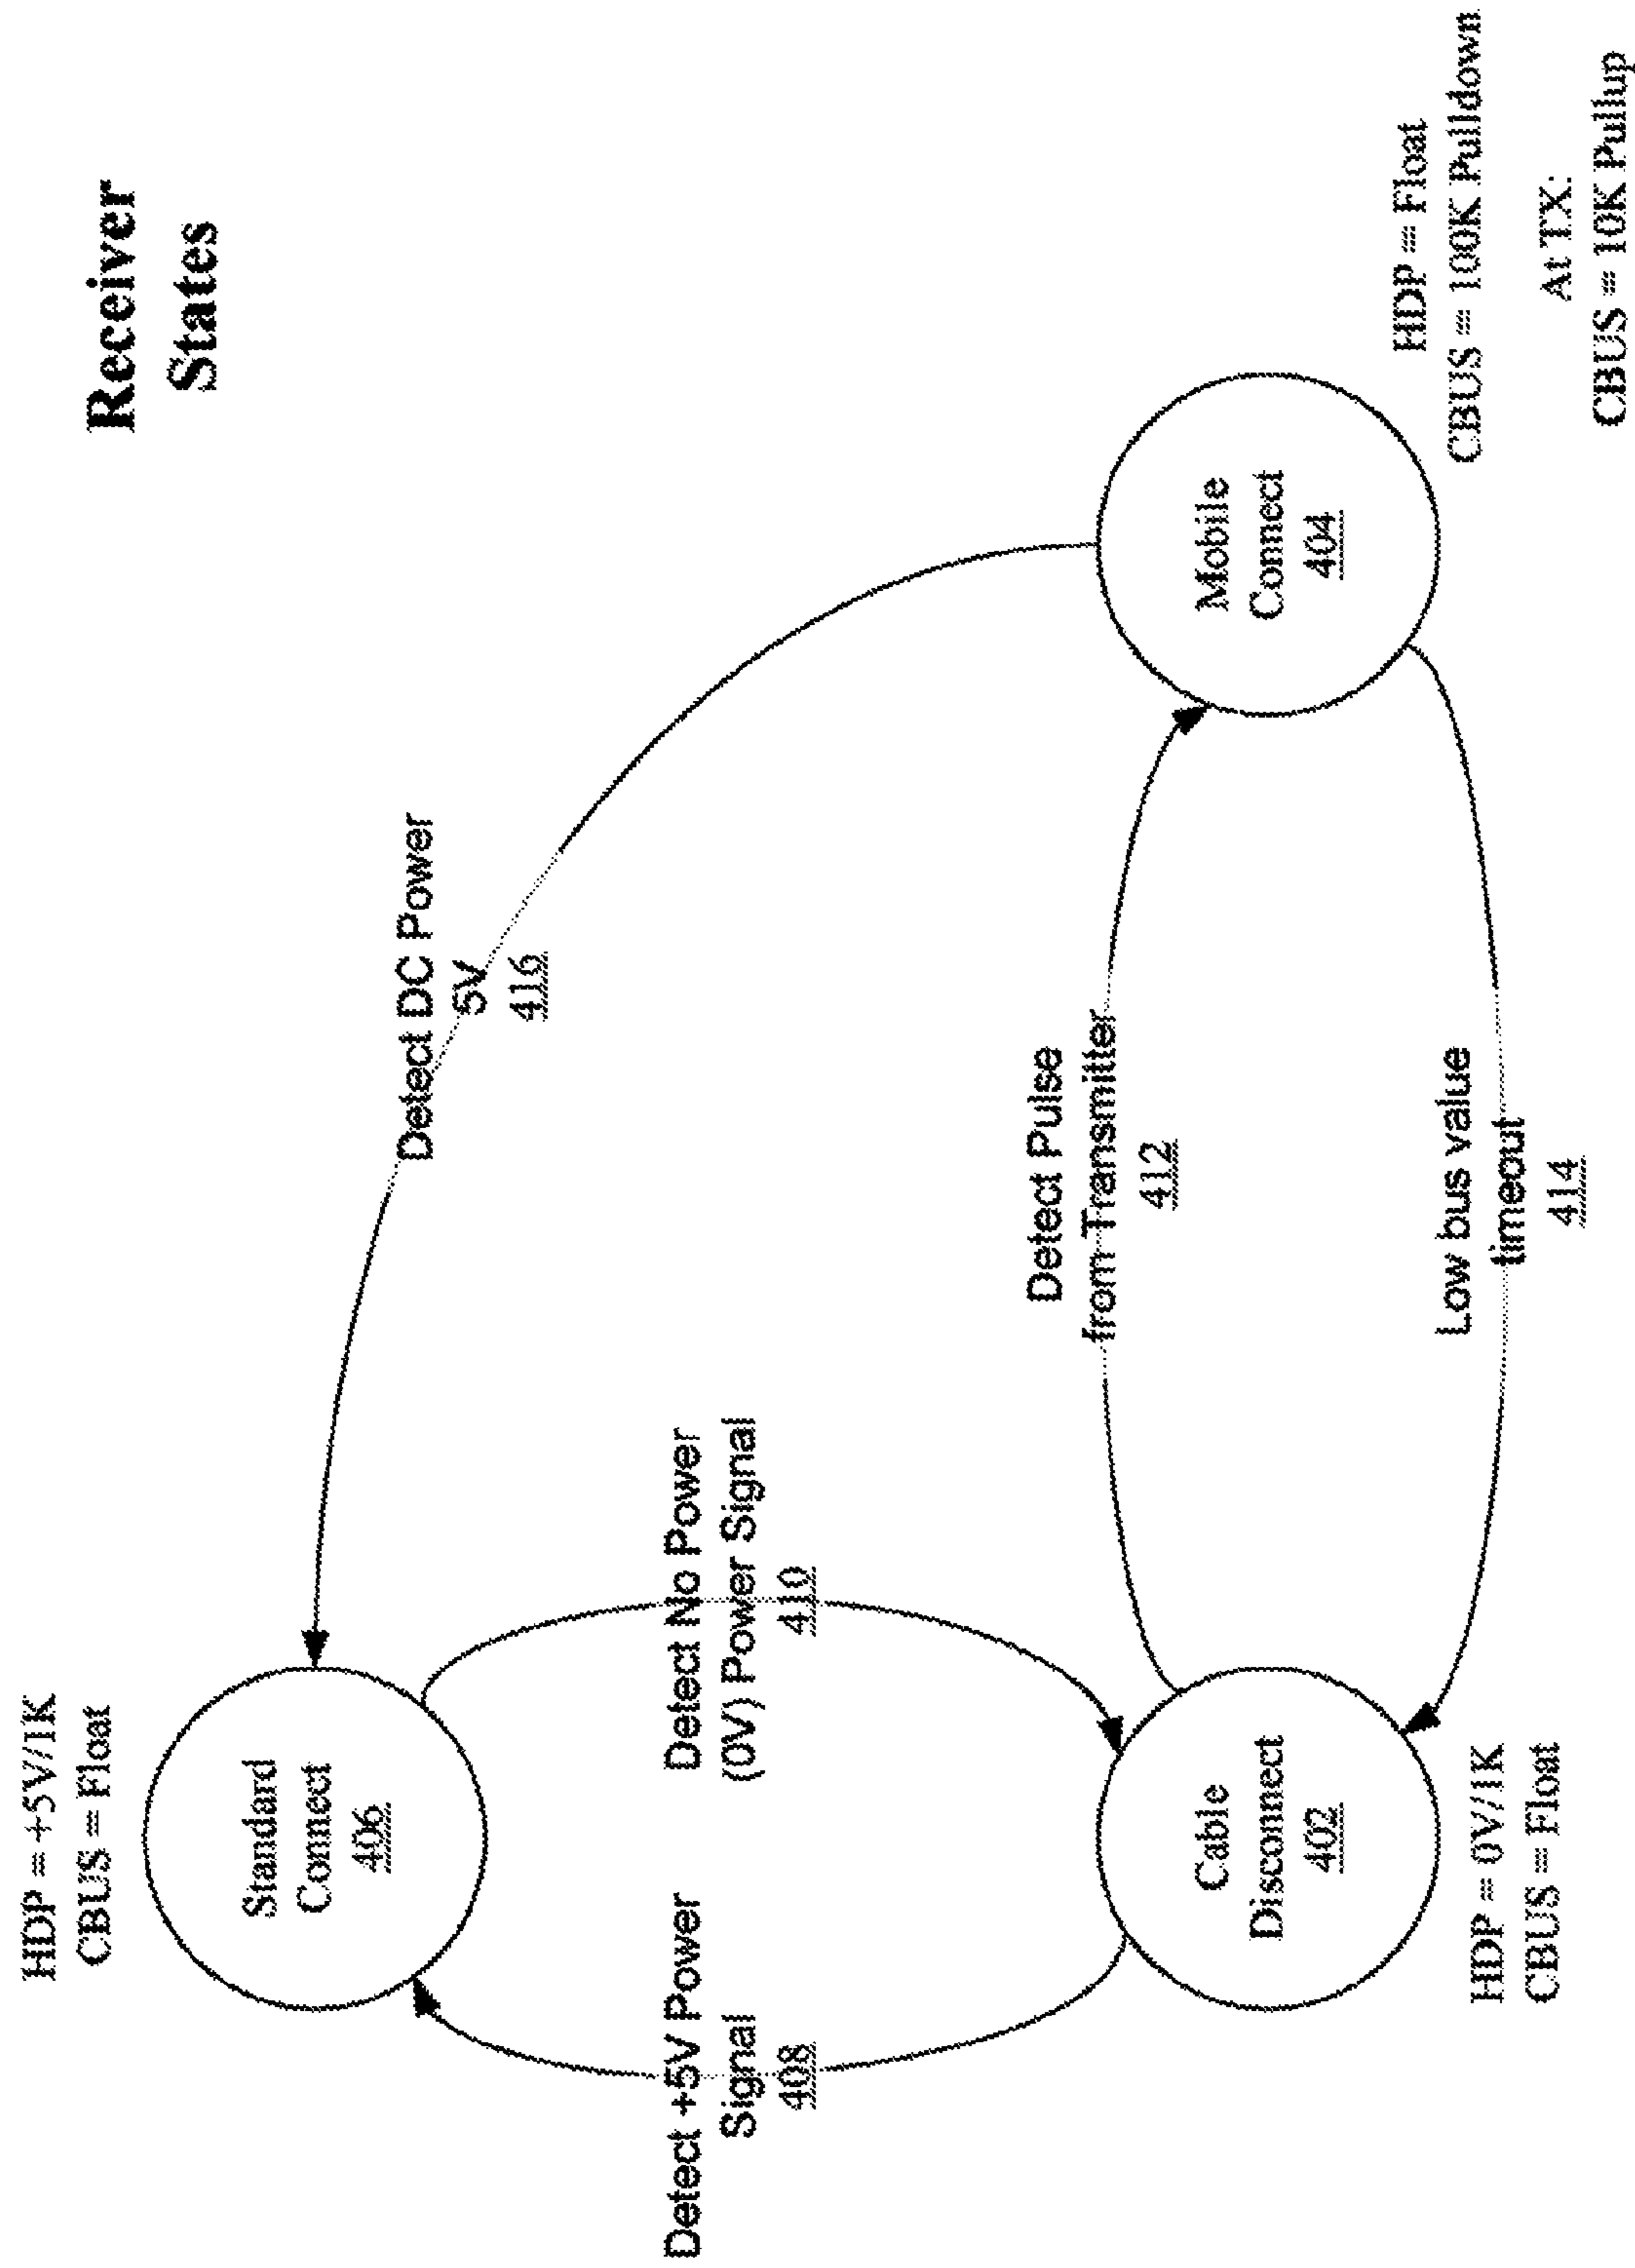 Receiver
States
HDP = +5V/1K
CBUS = Float
Standard
Connect
406
Detect DC Power
5V
416
Detect +5V Power
Signal
408
Detect No Power
(0V) Power Signal
410
Detect Pulse
from Transmitter
412
Cable
Disconnect
402
Mobile
Connect
404
Low bus value
timeout
414
HDP = 0V/1K
CBUS = Float
HDP = Float
CBUS = 100K Pulldown
At TX:
CBUS = 10K Pullup